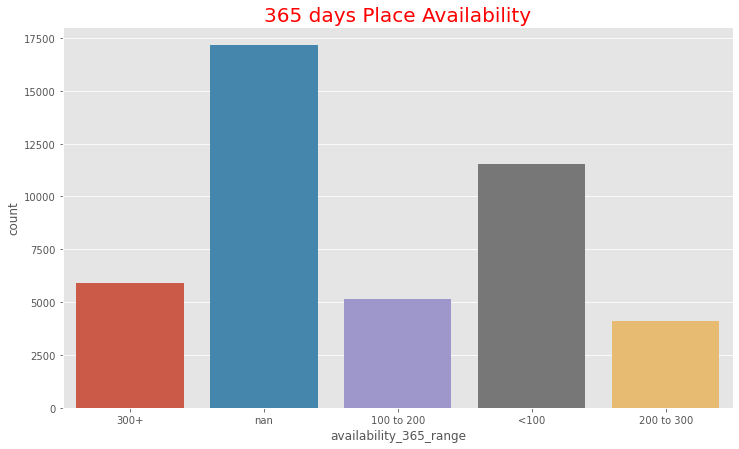 365 days Place Availability
17500
15000
12500
10000
7500
5000
2500
0
count
300+
nan
100 to 200
<100
200 to 300
availability_365_range